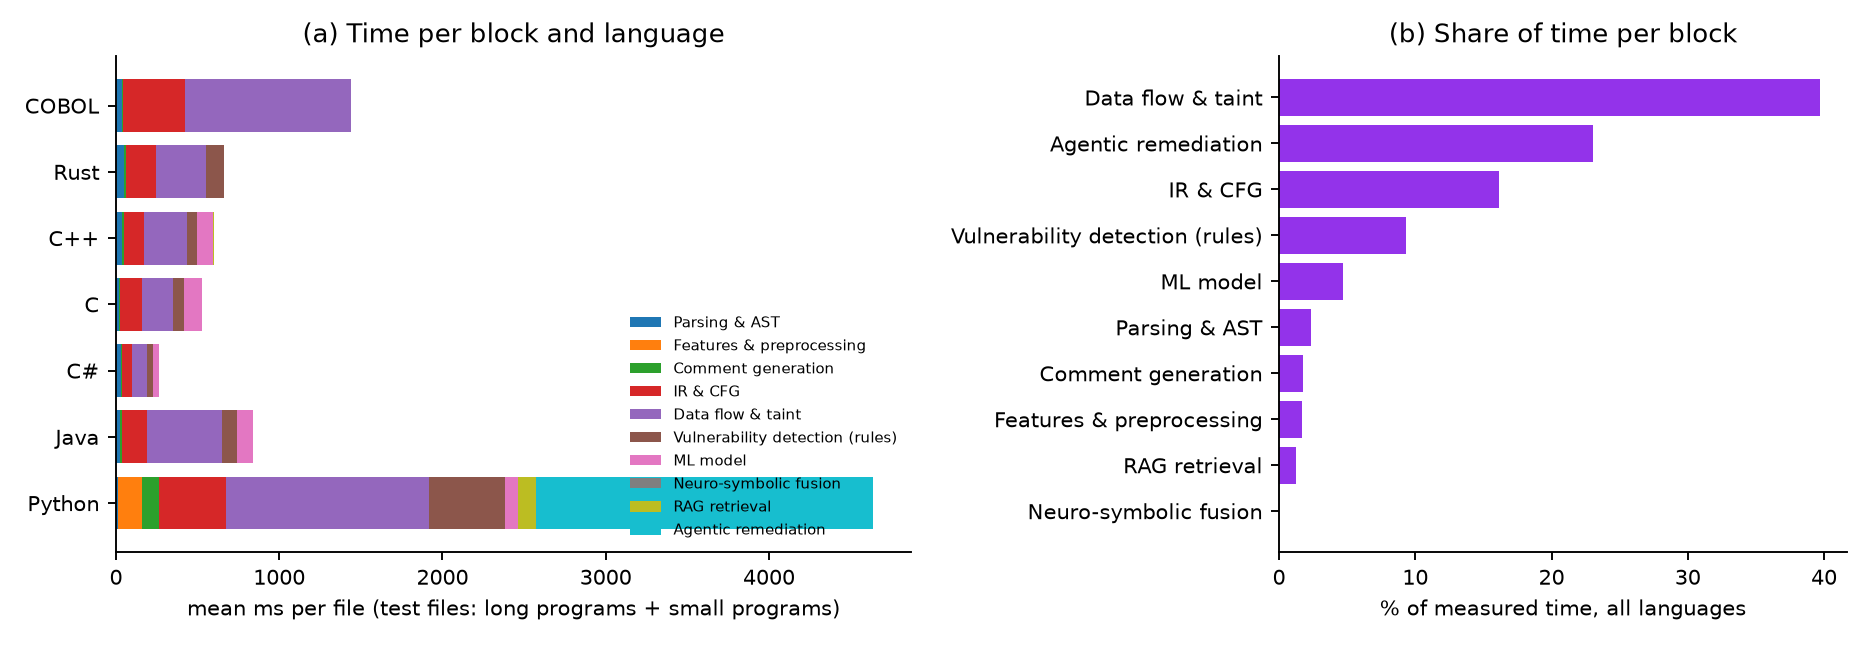 (a) Time per block and language
COBOL
Rust
C++
C
C#
Java
Python
Parsing & AST
Features & preprocessing
Comment generation
IR & CFG
Data flow & taint
Vulnerability detection (rules)
ML model
Neuro-symbolic fusion
RAG retrieval
Agentic remediation
0 1000 2000 3000 4000
mean ms per file (test files: long programs + small programs)
(b) Share of time per block
Data flow & taint
Agentic remediation
IR & CFG
Vulnerability detection (rules)
ML model
Parsing & AST
Comment generation
Features & preprocessing
RAG retrieval
Neuro-symbolic fusion
0 10 20 30 40
% of measured time, all languages